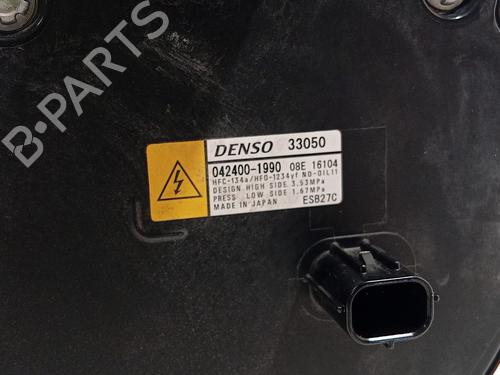 B-PARTS
DENSO 33050
042400-1990 08E 16104
HFC-134a/HFO-1234yf ND-OIL11
DESIGN HIGH SIDE 3.53MPa
PRESS. LOW SIDE 1.67MPa
MADE IN JAPAN ESB27C